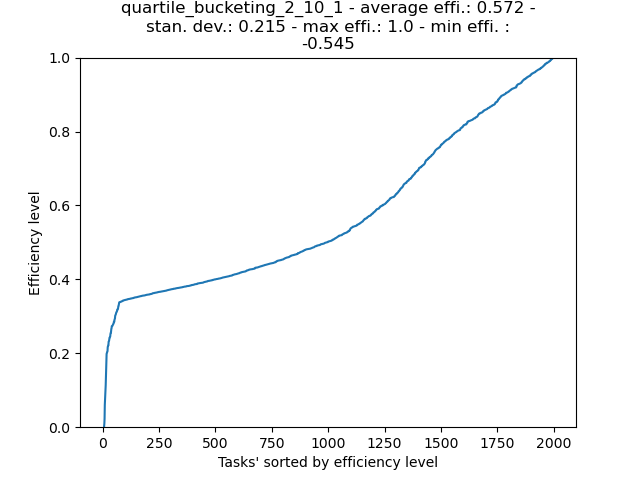 quartile_bucketing_2_10_1 - average effi.: 0.572 -
stan. dev.: 0.215 - max effi.: 1.0 - min effi. :
-0.545
1.0
0.8
0.6
0.4
0.2
0.0
Efficiency level
0 250 500 750 1000 1250 1500 1750 2000
Tasks' sorted by efficiency level